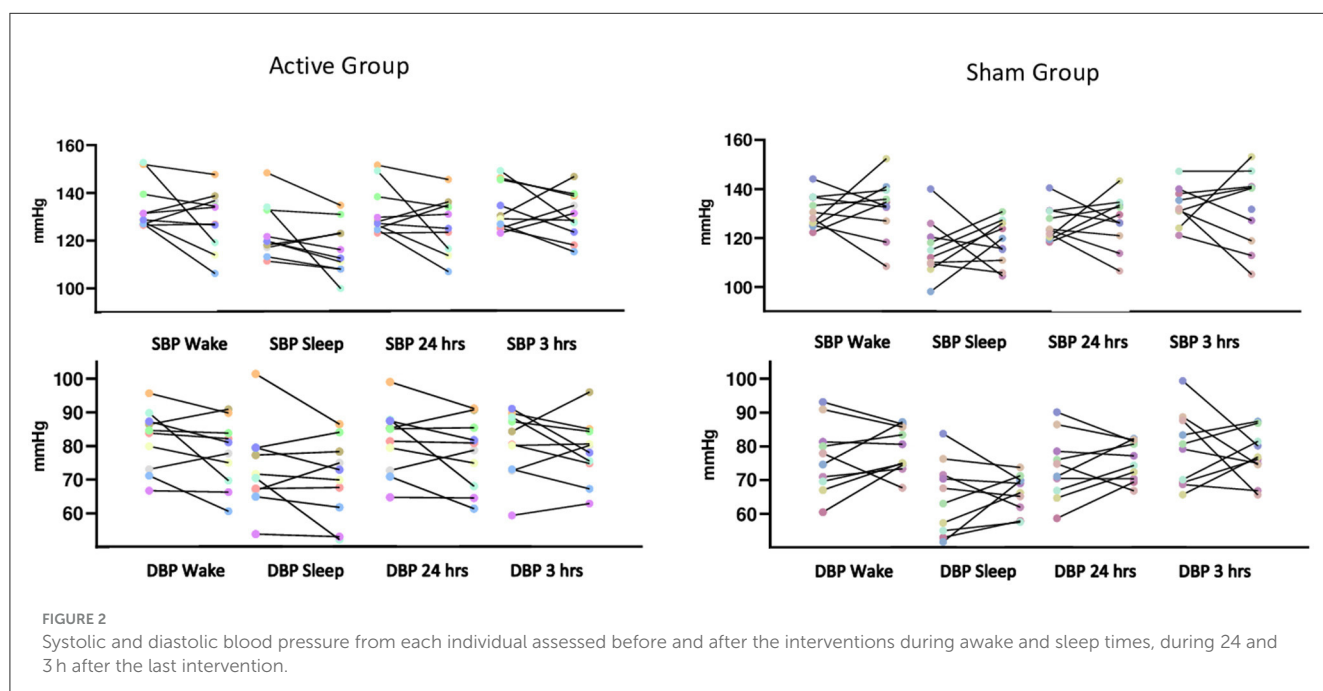 Active Group
Sham Group
160
140
120
100
mmHg
SBP Wake SBP Sleep SBP 24 hrs SBP 3 hrs
160
140
120
100
mmHg
SBP Wake SBP Sleep SBP 24 hrs SBP 3 hrs
100
90
80
70
60
mmHg
DBP Wake DBP Sleep DBP 24 hrs DBP 3 hrs
100
90
80
70
60
mmHg
DBP Wake DBP Sleep DBP 24 hrs DBP 3 hrs
FIGURE 2
Systolic and diastolic blood pressure from each individual assessed before and after the interventions during awake and sleep times, during 24 and
3 h after the last intervention.